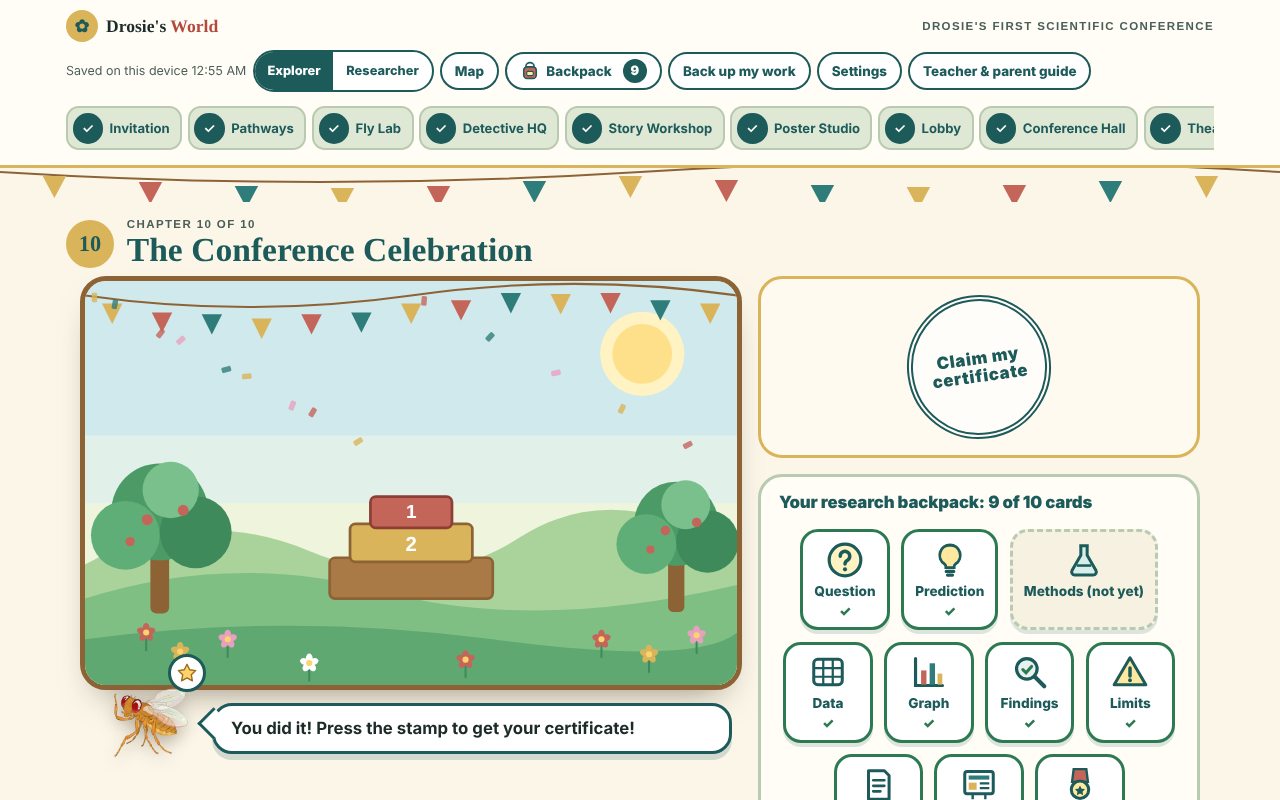 Drosie's World
DROSIE'S FIRST SCIENTIFIC CONFERENCE
Saved on this device 12:55 AM
Explorer
Researcher
Map
Backpack 9
Back up my work
Settings
Teacher & parent guide
Invitation
Pathways
Fly Lab
Detective HQ
Story Workshop
Poster Studio
Lobby
Conference Hall
10
CHAPTER 10 OF 10
The Conference Celebration
1
2
You did it! Press the stamp to get your certificate!
Claim my
certificate
Your research backpack: 9 of 10 cards
Question
Prediction
Methods (not yet)
Data
Graph
Findings
Limits